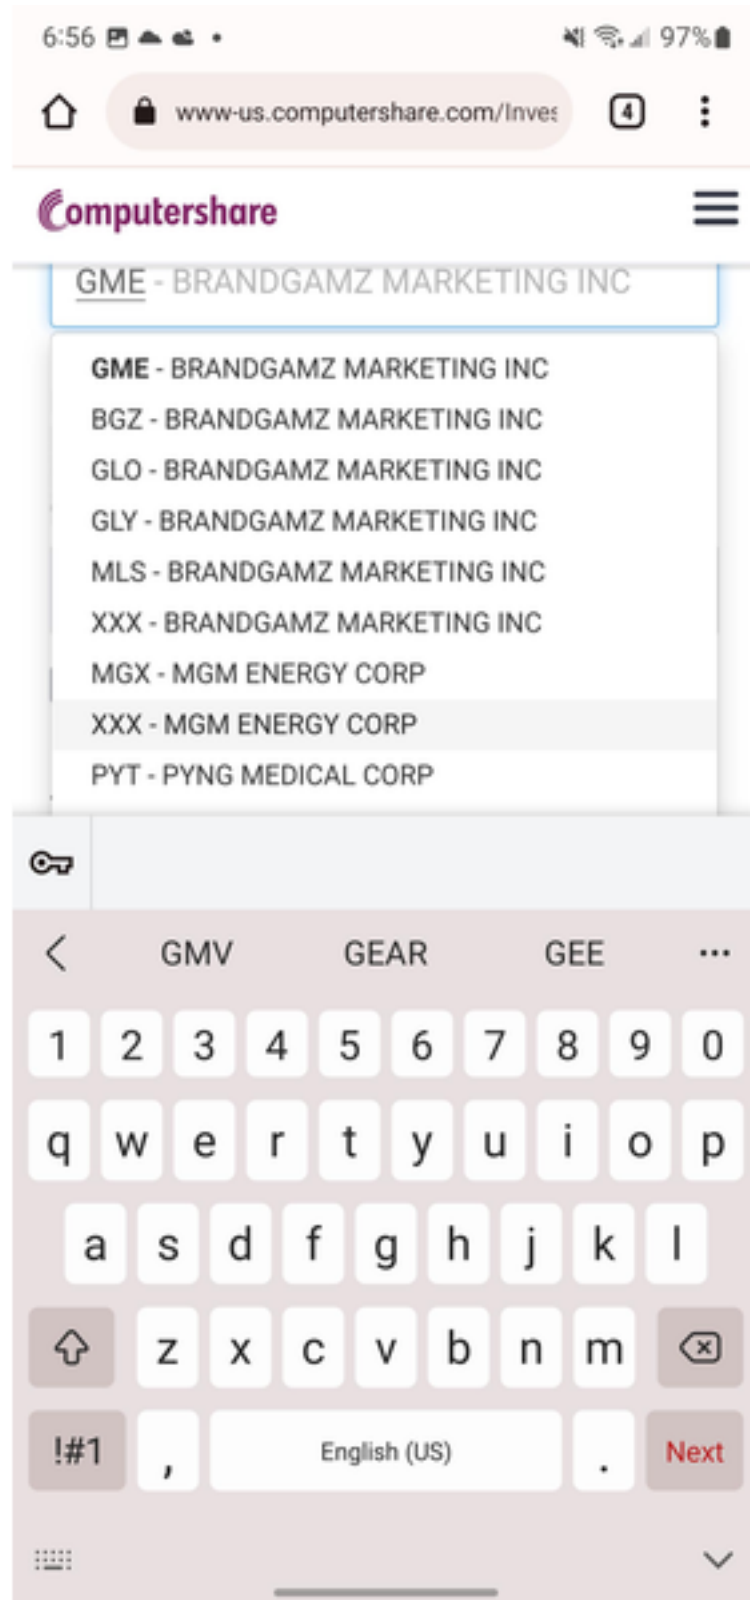 6:56 97%
www-us.computershare.com/Inves 4
Computershare
GME - BRANDGAMZ MARKETING INC
GME - BRANDGAMZ MARKETING INC
BGZ - BRANDGAMZ MARKETING INC
GLO - BRANDGAMZ MARKETING INC
GLY - BRANDGAMZ MARKETING INC
MLS - BRANDGAMZ MARKETING INC
XXX - BRANDGAMZ MARKETING INC
MGX - MGM ENERGY CORP
XXX - MGM ENERGY CORP
PYT - PYNG MEDICAL CORP
GMV GEAR GEE ...
1 2 3 4 5 6 7 8 9 0
q w e r t y u i o p
a s d f g h j k l
z x c v b n m
!#1 , English (US) . Next